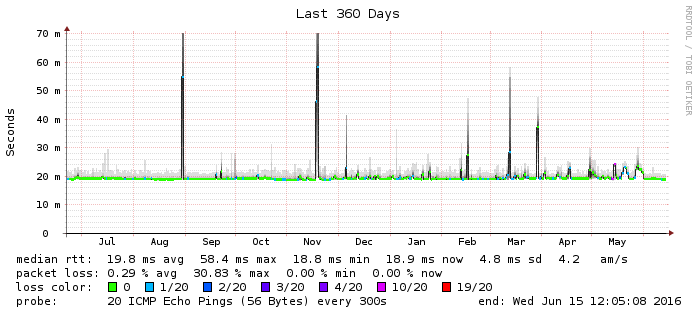 Last 360 Days
RRDTOOL / TOBI OETIKER
Seconds
70 m
60 m
50 m
40 m
30 m
20 m
10 m
0
Jul Aug Sep Oct Nov Dec Jan Feb Mar Apr May
median rtt: 19.8 ms avg 58.4 ms max 18.8 ms min 18.9 ms now 4.8 ms sd 4.2 am/s
packet loss: 0.29 % avg 30.83 % max 0.00 % min 0.00 % now
loss color: 0 1/20 2/20 3/20 4/20 10/20 19/20
probe: 20 ICMP Echo Pings (56 Bytes) every 300s end: Wed Jun 15 12:05:08 2016